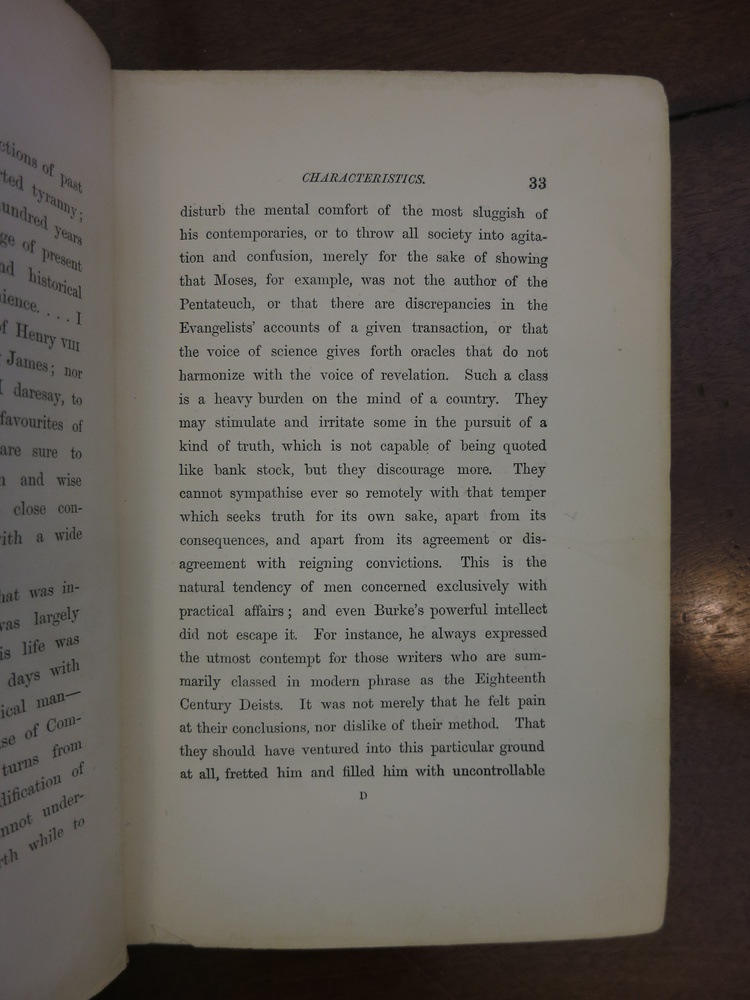 ctions of past
ted tyranny;
undred years
ge of present
nd historical
ience. . . . I
f Henry VIII
James; nor
I daresay, to
favourites of
are sure to
and wise
close con-
ith a wide
hat was in-
was largely
is life was
days with
ical man—
se of Com-
turns from
dification of
nnot under-
rth while to
CHARACTERISTICS. 33
disturb the mental comfort of the most sluggish of
his contemporaries, or to throw all society into agita-
tion and confusion, merely for the sake of showing
that Moses, for example, was not the author of the
Pentateuch, or that there are discrepancies in the
Evangelists' accounts of a given transaction, or that
the voice of science gives forth oracles that do not
harmonize with the voice of revelation. Such a class
is a heavy burden on the mind of a country. They
may stimulate and irritate some in the pursuit of a
kind of truth, which is not capable of being quoted
like bank stock, but they discourage more. They
cannot sympathise ever so remotely with that temper
which seeks truth for its own sake, apart from its
consequences, and apart from its agreement or dis-
agreement with reigning convictions. This is the
natural tendency of men concerned exclusively with
practical affairs; and even Burke's powerful intellect
did not escape it. For instance, he always expressed
the utmost contempt for those writers who are sum-
marily classed in modern phrase as the Eighteenth
Century Deists. It was not merely that he felt pain
at their conclusions, nor dislike of their method. That
they should have ventured into this particular ground
at all, fretted him and filled him with uncontrollable
D